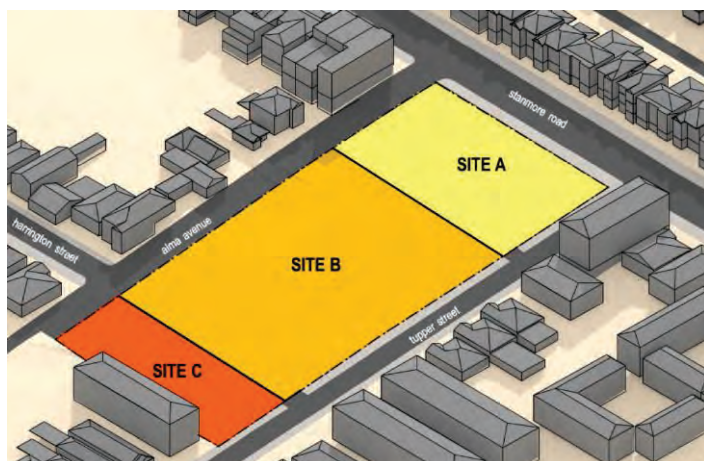 stanmore road
SITE A
alma avenue
harrington street
SITE B
tupper street
SITE C